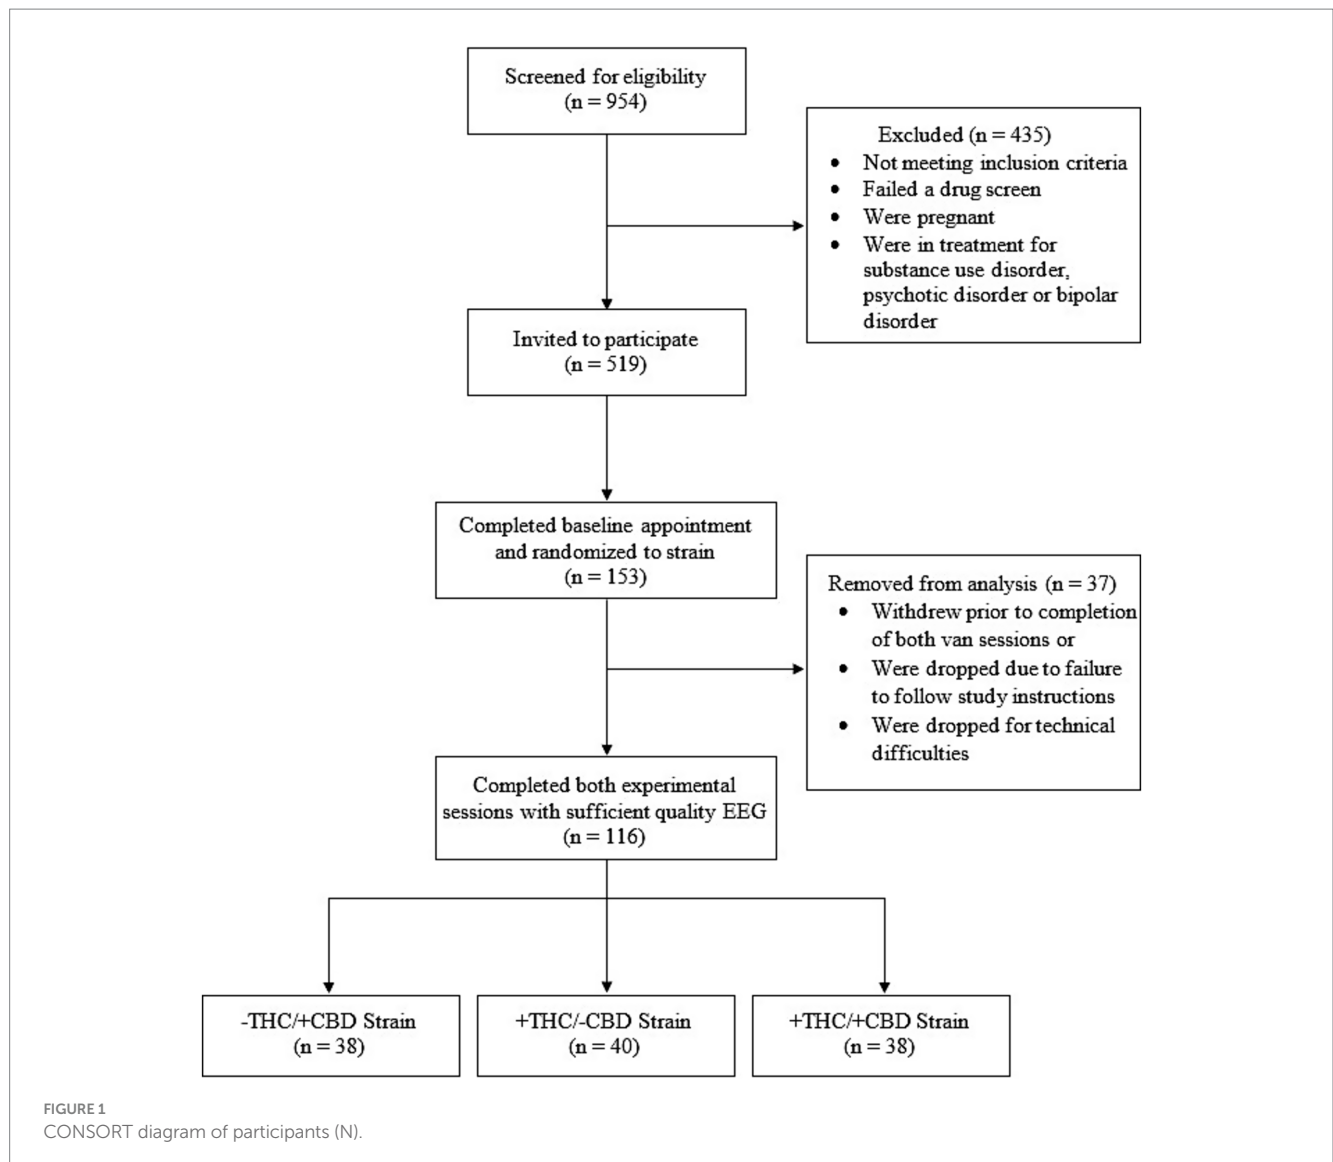 Screened for eligibility
(n = 954)
Excluded (n = 435)
• Not meeting inclusion criteria
• Failed a drug screen
• Were pregnant
• Were in treatment for
substance use disorder,
psychotic disorder or bipolar
disorder
Invited to participate
(n = 519)
Completed baseline appointment
and randomized to strain
(n = 153)
Removed from analysis (n = 37)
• Withdrew prior to completion
of both van sessions or
• Were dropped due to failure
to follow study instructions
• Were dropped for technical
difficulties
Completed both experimental
sessions with sufficient quality EEG
(n = 116)
-THC/+CBD Strain
(n = 38)
+THC/-CBD Strain
(n = 40)
+THC/+CBD Strain
(n = 38)
FIGURE 1
CONSORT diagram of participants (N).